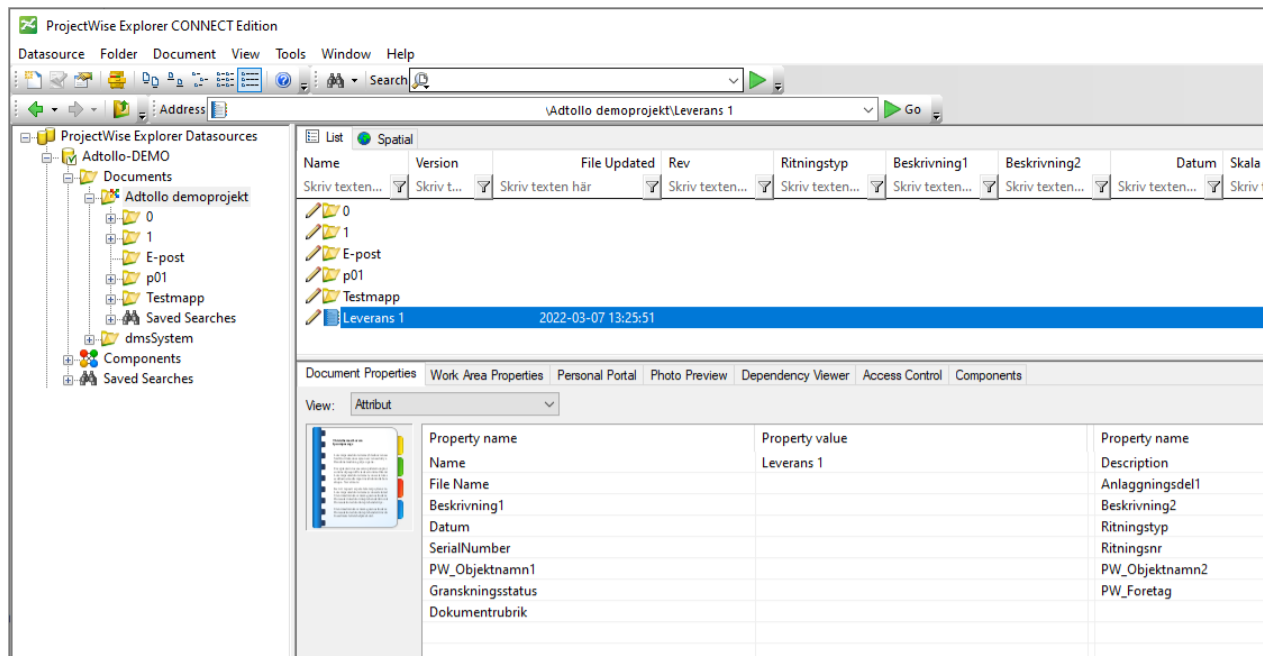 ProjectWise Explorer CONNECT Edition
Datasource Folder Document View Tools Window Help
Search
Address \Adtollo demoprojekt\Leverans 1 Go
ProjectWise Explorer Datasources
Adtollo-DEMO
Documents
Adtollo demoprojekt
0
1
E-post
p01
Testmapp
Saved Searches
dmsSystem
Components
Saved Searches
List Spatial
Name Version File Updated Rev Ritningstyp Beskrivning1 Beskrivning2 Datum Skala
Skriv texten... Skriv t... Skriv texten här Skriv texten... Skriv texten... Skriv texten... Skriv texten... Skriv texten... Skriv
0
1
E-post
p01
Testmapp
Leverans 1 2022-03-07 13:25:51
Document Properties Work Area Properties Personal Portal Photo Preview Dependency Viewer Access Control Components
View: Attribut
Property name Property value Property name
Name Leverans 1 Description
File Name Anlaggningsdel1
Beskrivning1 Beskrivning2
Datum Ritningstyp
SerialNumber Ritningsnr
PW_Objektnamn1 PW_Objektnamn2
Granskningsstatus PW_Foretag
Dokumentrubrik